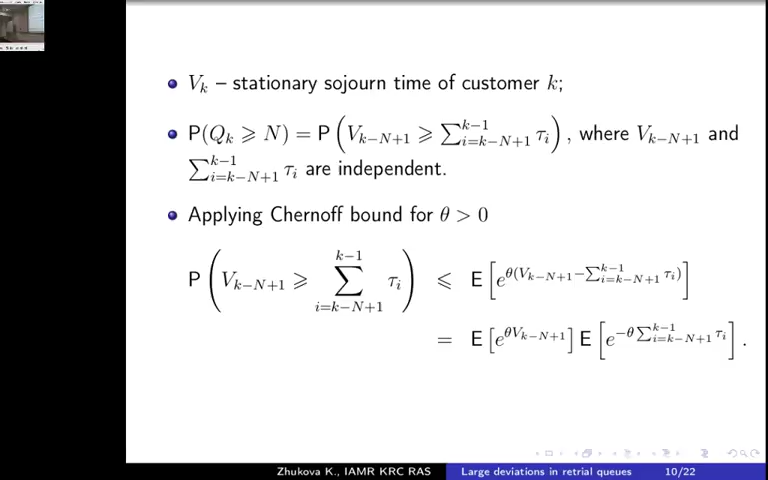 V_k – stationary sojourn time of customer k;
P(Q_k ⩾ N) = P(V_{k−N+1} ⩾ ∑_{i=k−N+1}^{k−1} τ_i), where V_{k−N+1} and
∑_{i=k−N+1}^{k−1} τ_i are independent.
Applying Chernoff bound for θ > 0
P(V_{k−N+1} ⩾ ∑_{i=k−N+1}^{k−1} τ_i) ⩽ E[e^{θ(V_{k−N+1}−∑_{i=k−N+1}^{k−1} τ_i)}]
= E[e^{θV_{k−N+1}}] E[e^{−θ∑_{i=k−N+1}^{k−1} τ_i}].
Zhukova K., IAMR KRC RAS Large deviations in retrial queues 10/22